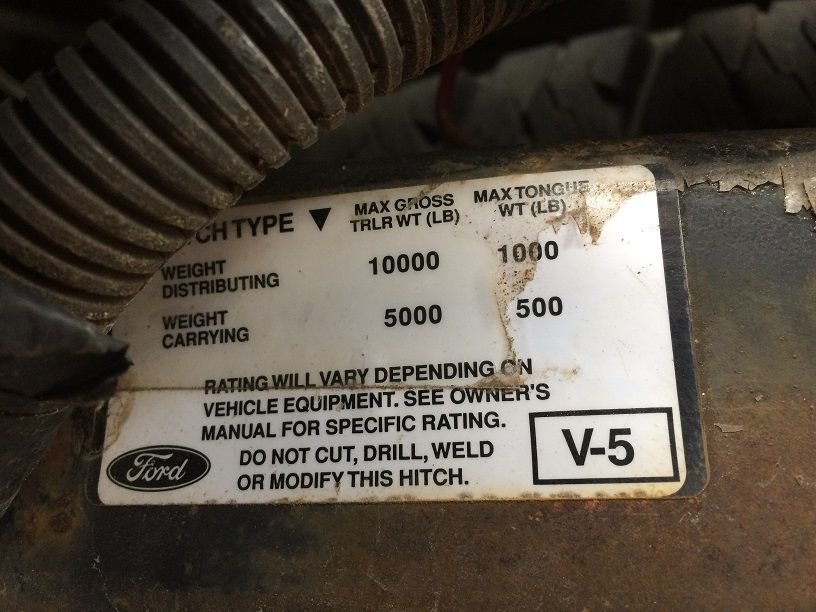 CH TYPE ▼ MAX GROSS TRLR WT (LB) MAX TONGUE WT (LB)
WEIGHT DISTRIBUTING 10000 1000
WEIGHT CARRYING 5000 500
RATING WILL VARY DEPENDING ON
VEHICLE EQUIPMENT. SEE OWNER'S
MANUAL FOR SPECIFIC RATING.
DO NOT CUT, DRILL, WELD
OR MODIFY THIS HITCH.
Ford
V-5